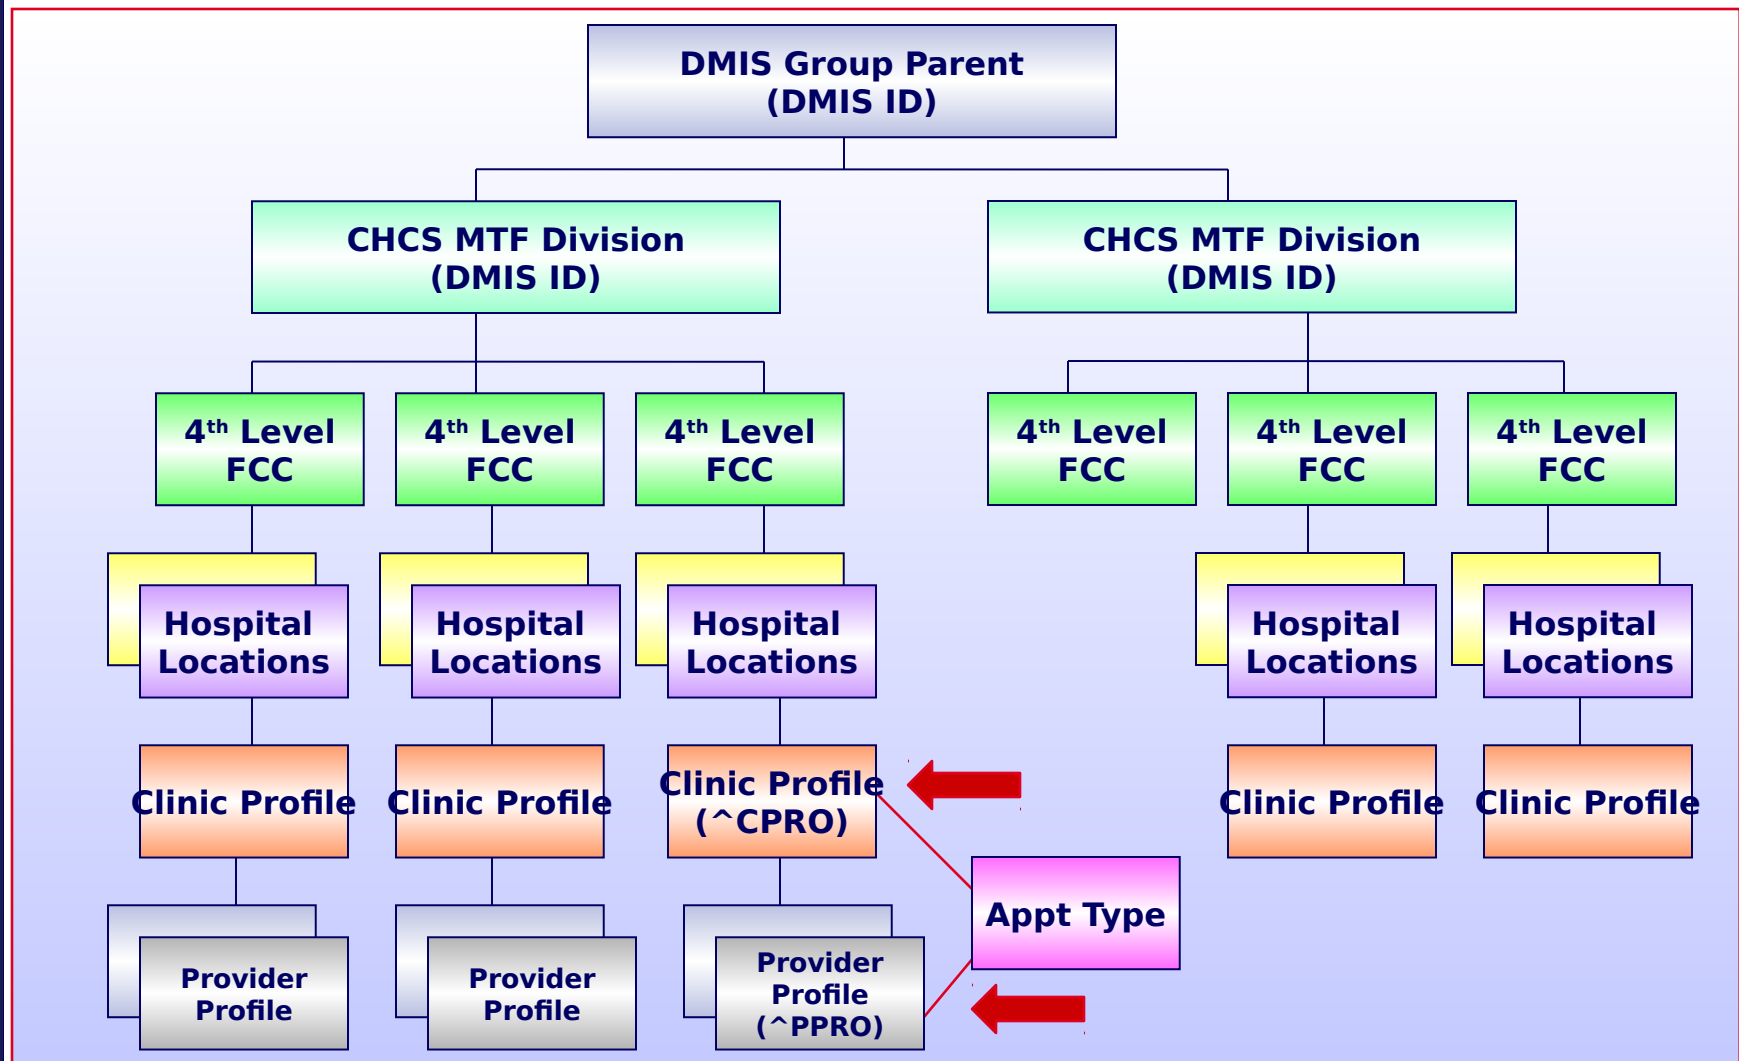 DMIS Group Parent
(DMIS ID)
CHCS MTF Division
(DMIS ID)
CHCS MTF Division
(DMIS ID)
4th Level
FCC
4th Level
FCC
4th Level
FCC
4th Level
FCC
4th Level
FCC
4th Level
FCC
Hospital
Locations
Hospital
Locations
Hospital
Locations
Hospital
Locations
Hospital
Locations
Clinic Profile
Clinic Profile
Clinic Profile
(^CPRO)
Clinic Profile
Clinic Profile
Appt Type
Provider
Profile
Provider
Profile
Provider
Profile
(^PPRO)